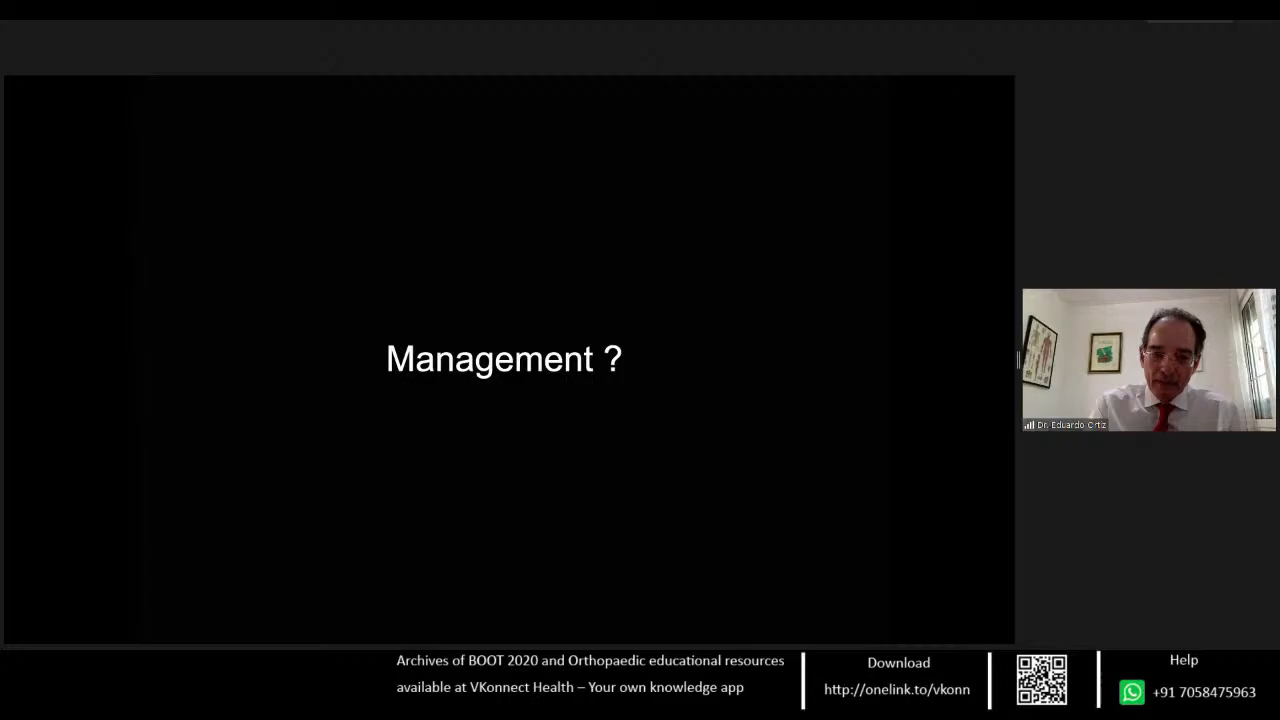 Management ?
Dr. Eduardo Ortiz
Archives of BOOT 2020 and Orthopaedic educational resources
available at VKonnect Health – Your own knowledge app
Download
http://onelink.to/vkonn
Help
+91 7058475963